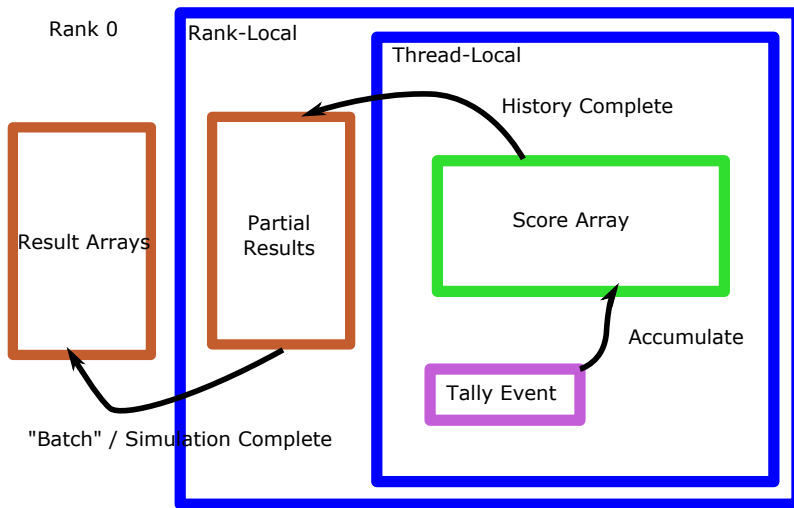 Rank 0
Rank-Local
Thread-Local
History Complete
Result Arrays
Partial
Results
Score Array
Accumulate
Tally Event
"Batch" / Simulation Complete